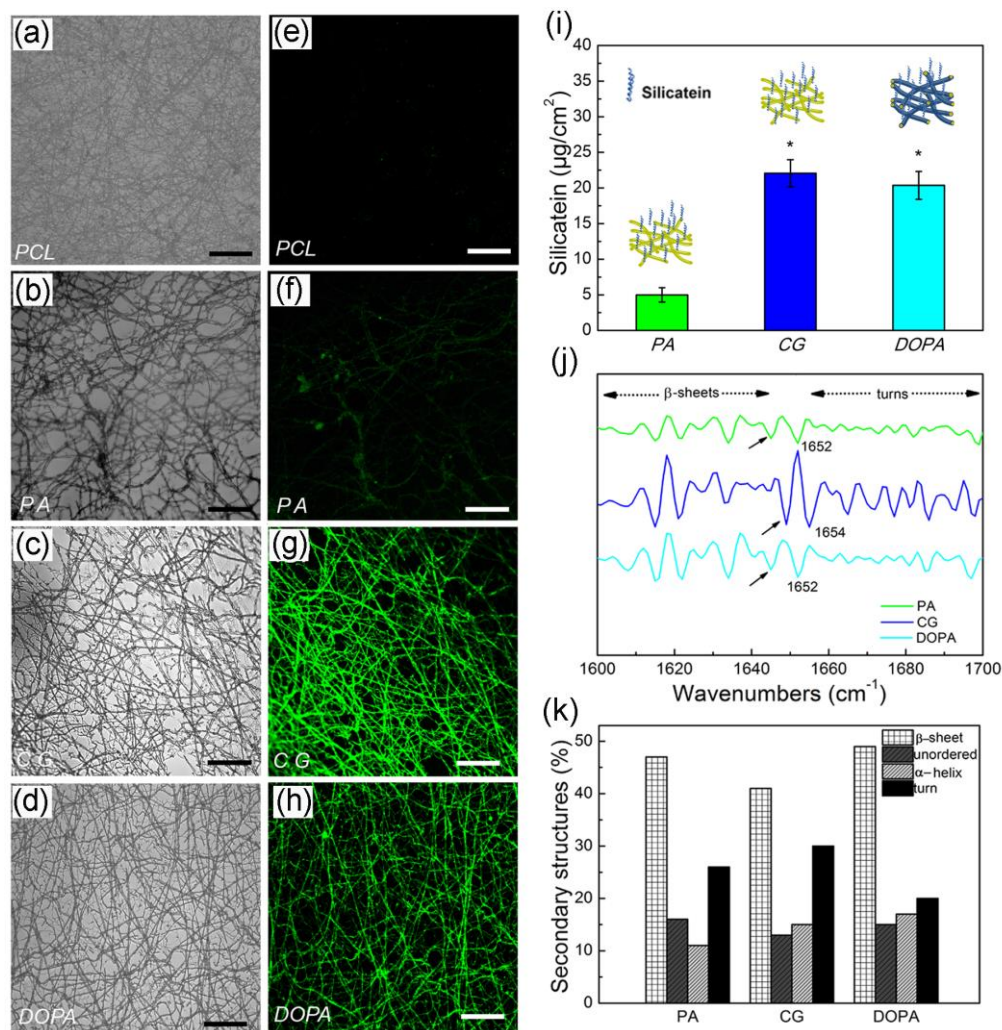 (a)
PCL
(e)
PCL
(b)
PA
(f)
PA
(c)
CG
(g)
CG
(d)
DOPA
(h)
DOPA
(i)
40
35
30
25
20
15
10
5
0
Silicatein (µg/cm²)
Silicatein
*
*
PA CG DOPA
(j)
β-sheets
turns
1652
1654
1652
PA
CG
DOPA
1600 1620 1640 1660 1680 1700
Wavenumbers (cm⁻¹)
(k)
50
40
30
20
10
0
Secondary structures (%)
β-sheet
unordered
α-helix
turn
PA CG DOPA